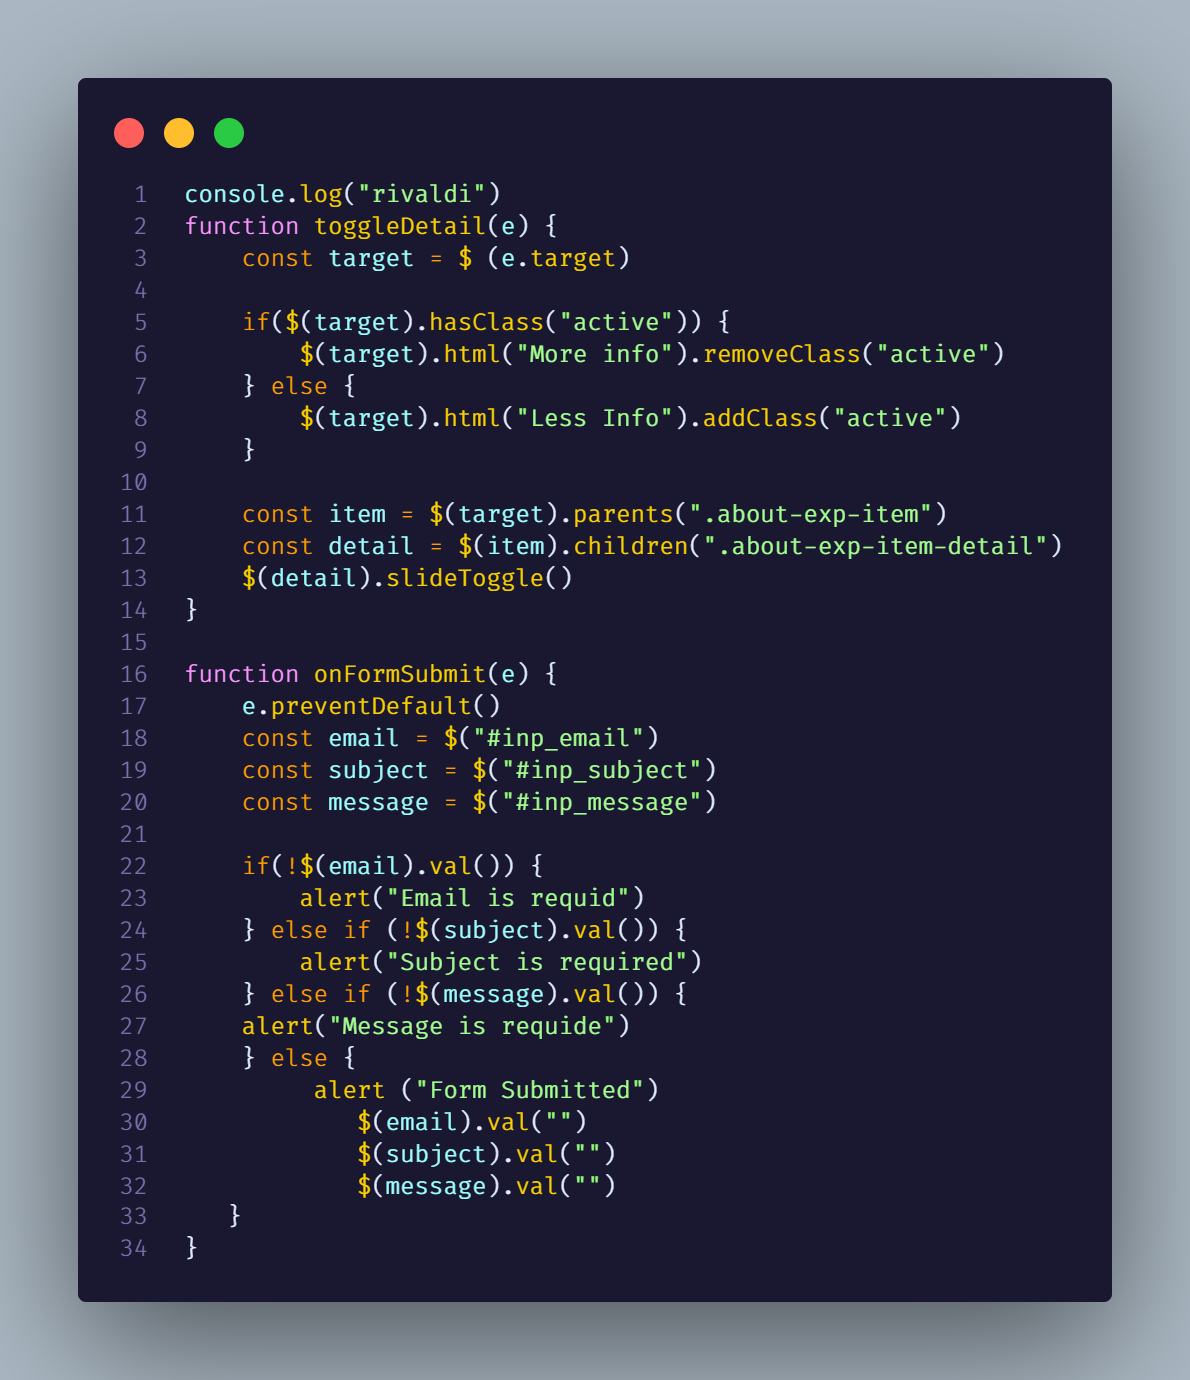 1 console.log("rivaldi")
2 function toggleDetail(e) {
3     const target = $ (e.target)
4
5     if($(target).hasClass("active")) {
6         $(target).html("More info").removeClass("active")
7     } else {
8         $(target).html("Less Info").addClass("active")
9     }
10
11     const item = $(target).parents(".about-exp-item")
12     const detail = $(item).children(".about-exp-item-detail")
13     $(detail).slideToggle()
14 }
15
16 function onFormSubmit(e) {
17     e.preventDefault()
18     const email = $("#inp_email")
19     const subject = $("#inp_subject")
20     const message = $("#inp_message")
21
22     if(!$(email).val()) {
23         alert("Email is requid")
24     } else if (!$(subject).val()) {
25         alert("Subject is required")
26     } else if (!$(message).val()) {
27     alert("Message is requide")
28     } else {
29          alert ("Form Submitted")
30             $(email).val("")
31             $(subject).val("")
32             $(message).val("")
33    }
34 }